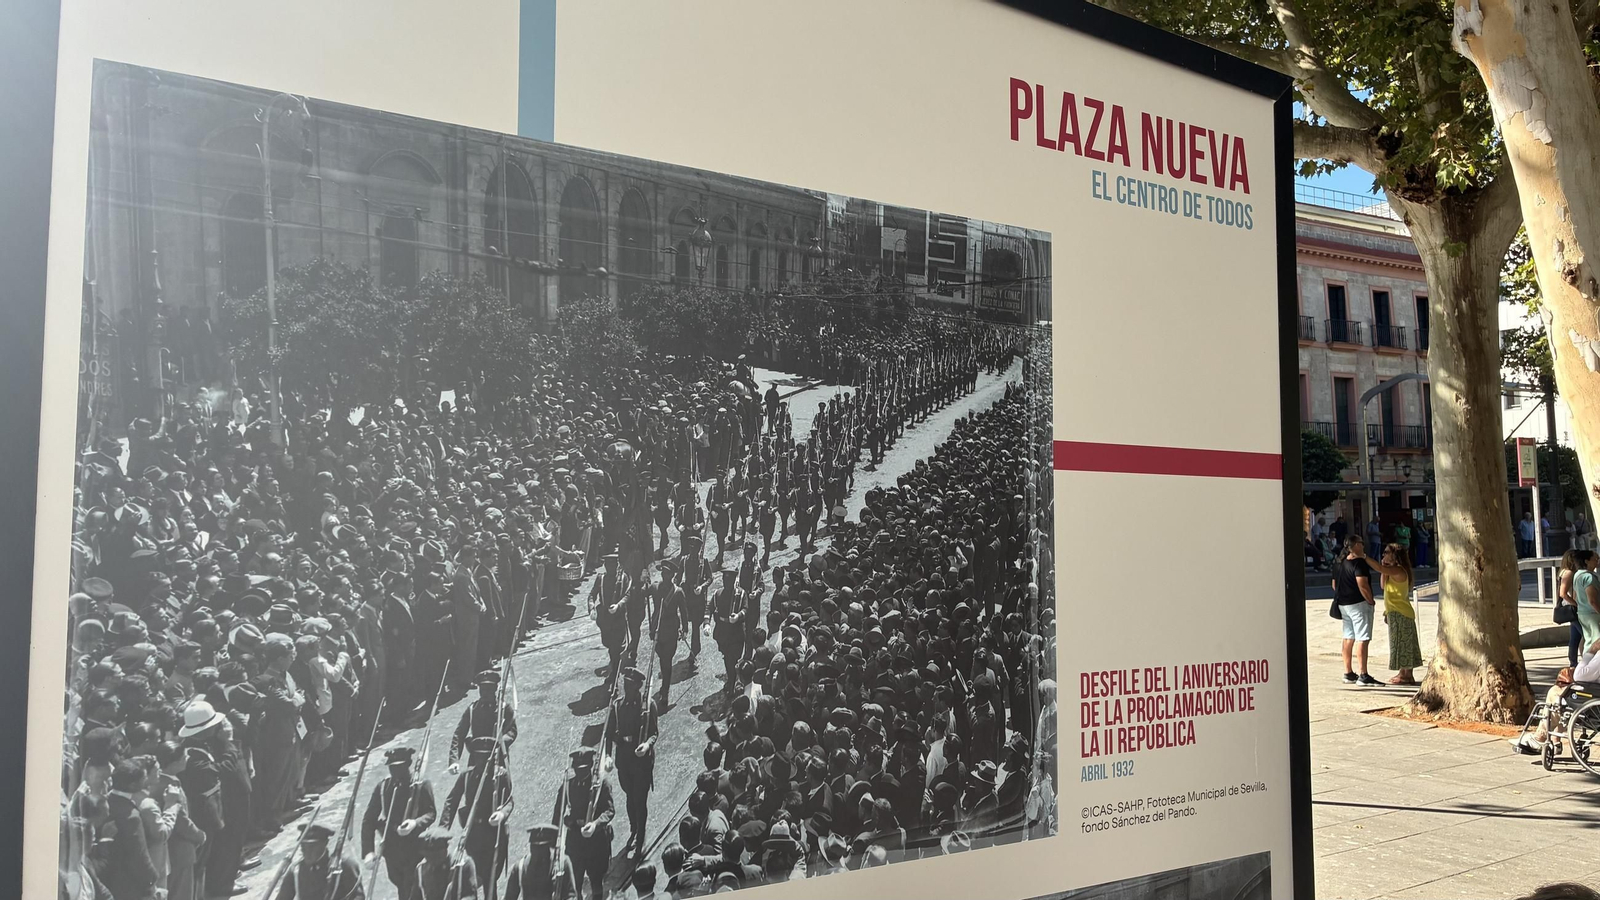 PLAZA NUEVA
EL CENTRO DE TODOS
DESFILE DEL I ANIVERSARIO
DE LA PROCLAMACIÓN DE
LA II REPÚBLICA
ABRIL 1932
©ICAS-SAHP, Fototeca Municipal de Sevilla,
fondo Sánchez del Pando.